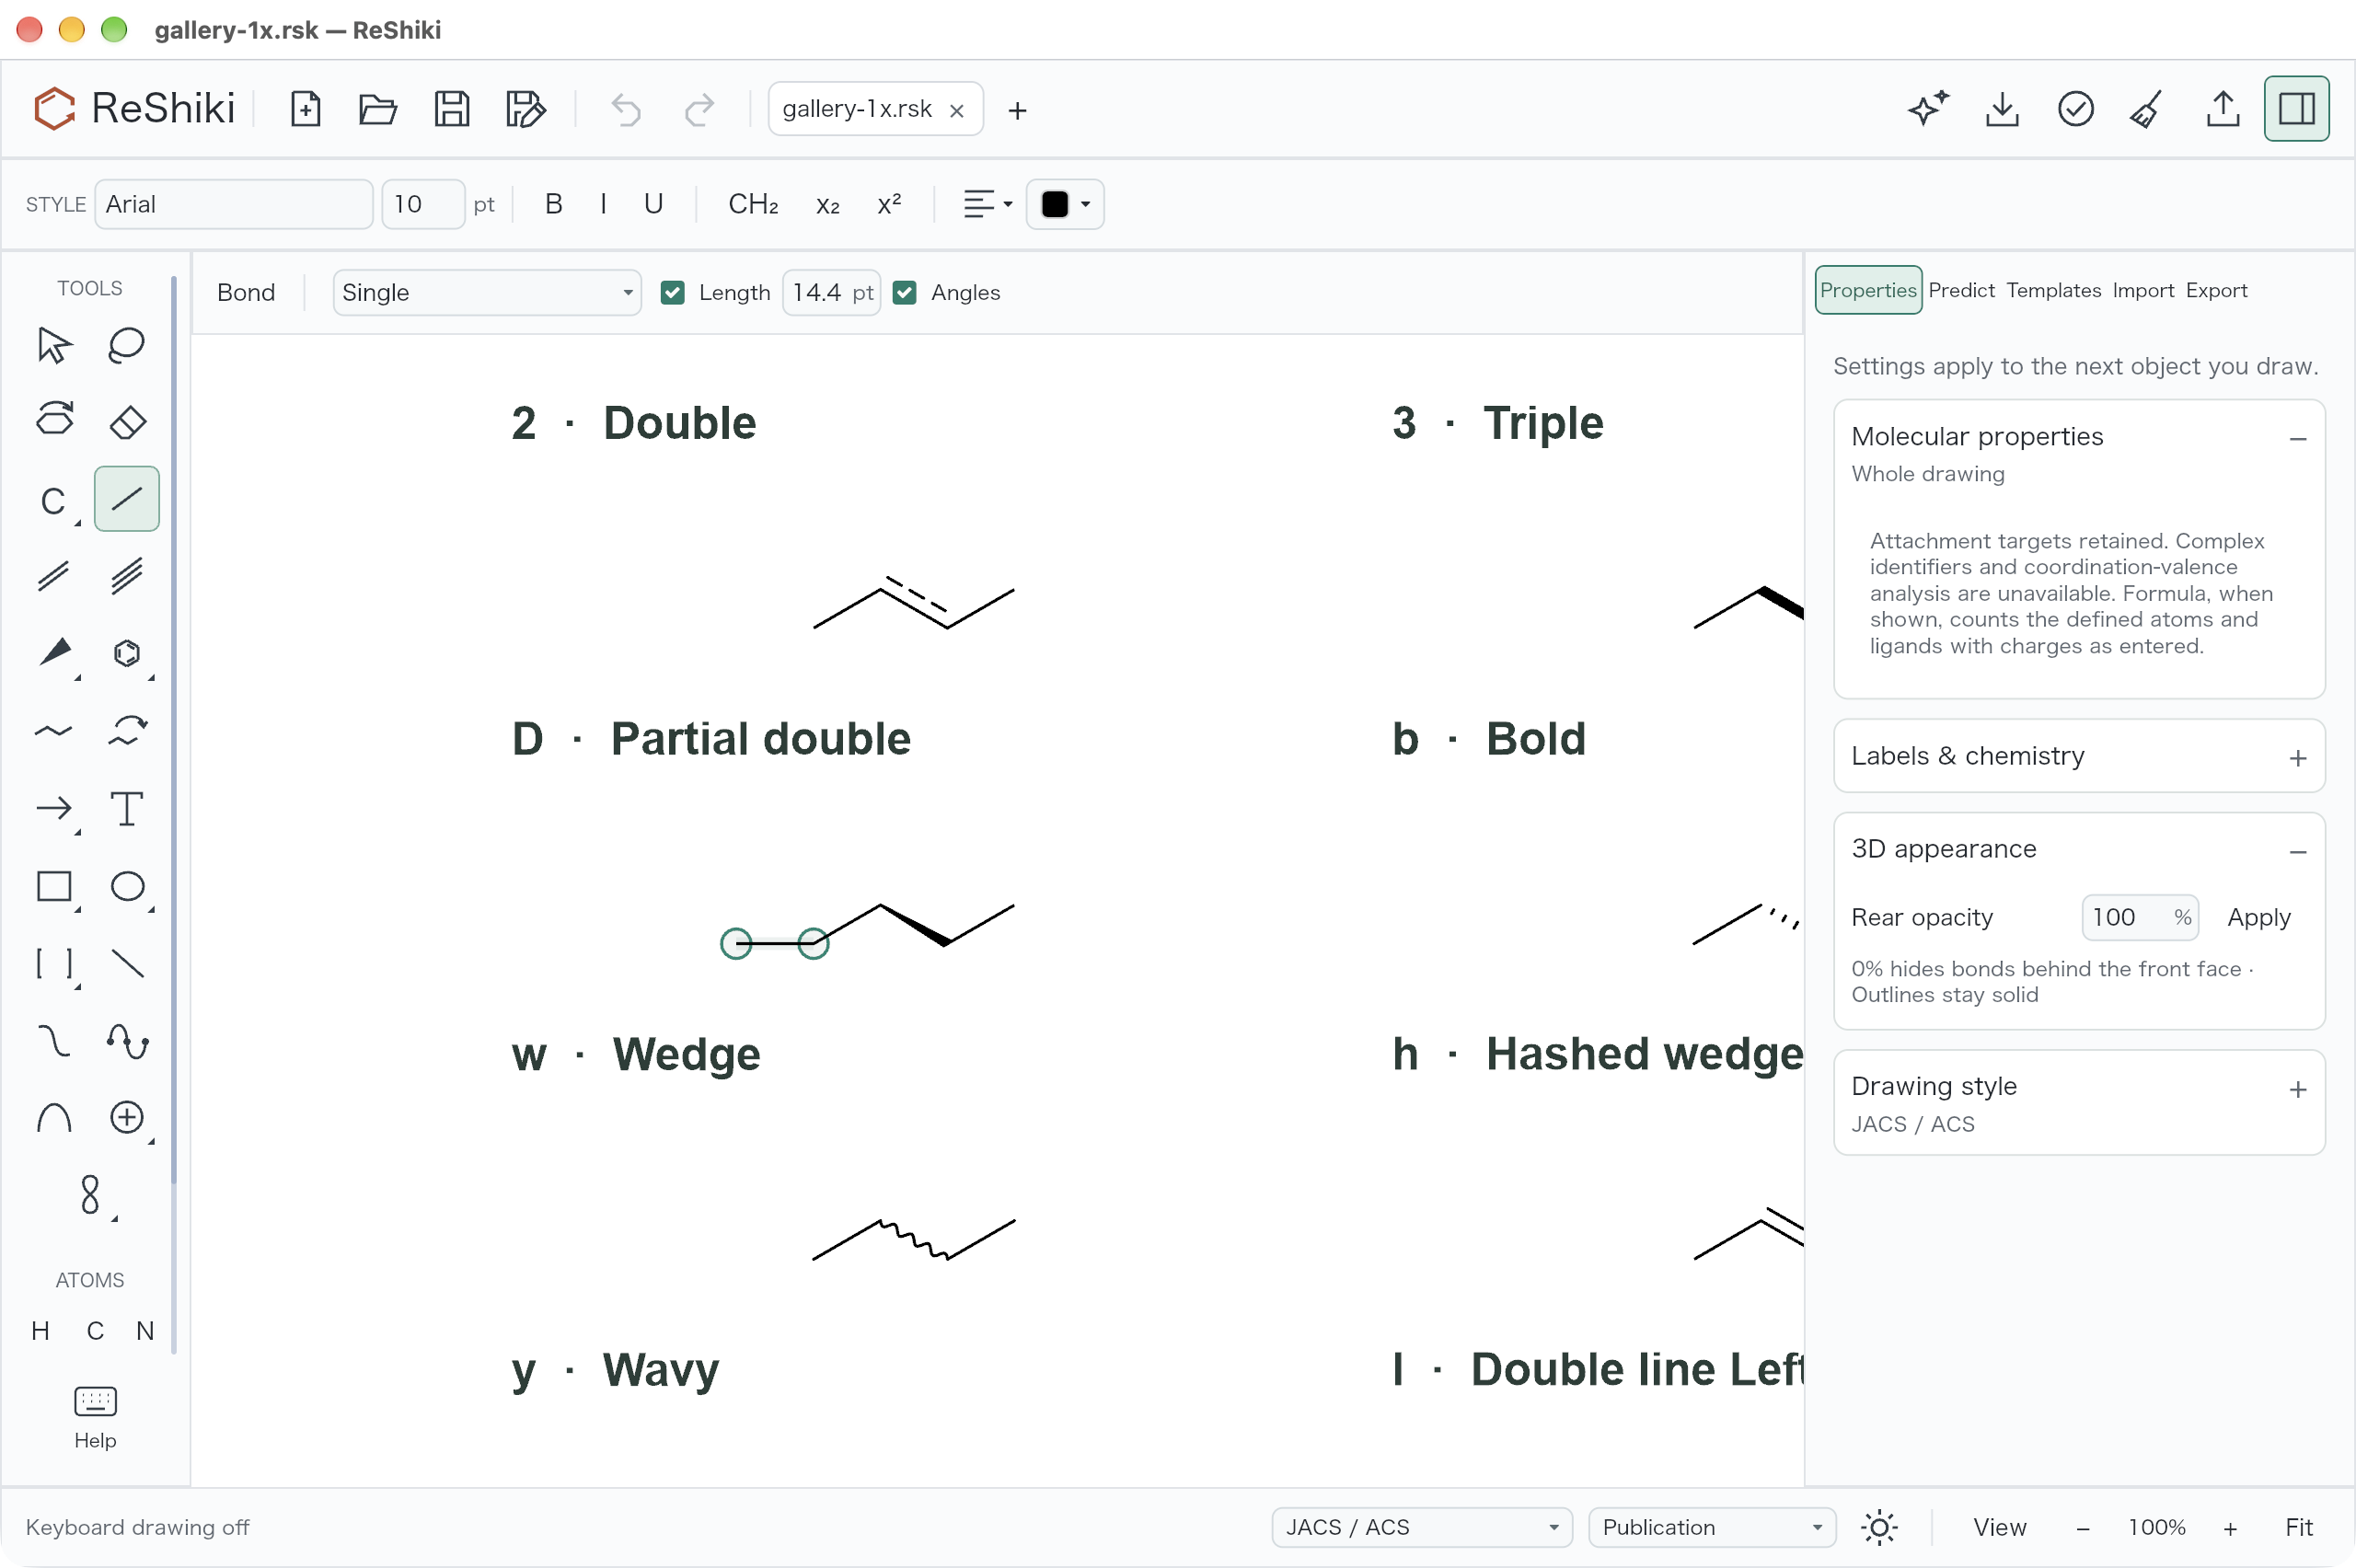 gallery-1x.rsk — ReShiki
ReShiki
gallery-1x.rsk
STYLE Arial 10 pt B I U CH₂ x₂ x²
TOOLS
Bond Single Length 14.4 pt Angles
Properties Predict Templates Import Export
Settings apply to the next object you draw.
2 · Double
3 · Triple
Molecular properties
Whole drawing
Attachment targets retained. Complex
identifiers and coordination-valence
analysis are unavailable. Formula, when
shown, counts the defined atoms and
ligands with charges as entered.
C
D · Partial double
b · Bold
Labels & chemistry
T
3D appearance
Rear opacity 100 % Apply
0% hides bonds behind the front face ·
Outlines stay solid
w · Wedge
h · Hashed wedge
Drawing style
JACS / ACS
ATOMS
H C N
y · Wavy
l · Double line Left
Help
Keyboard drawing off
JACS / ACS
Publication
View − 100% + Fit